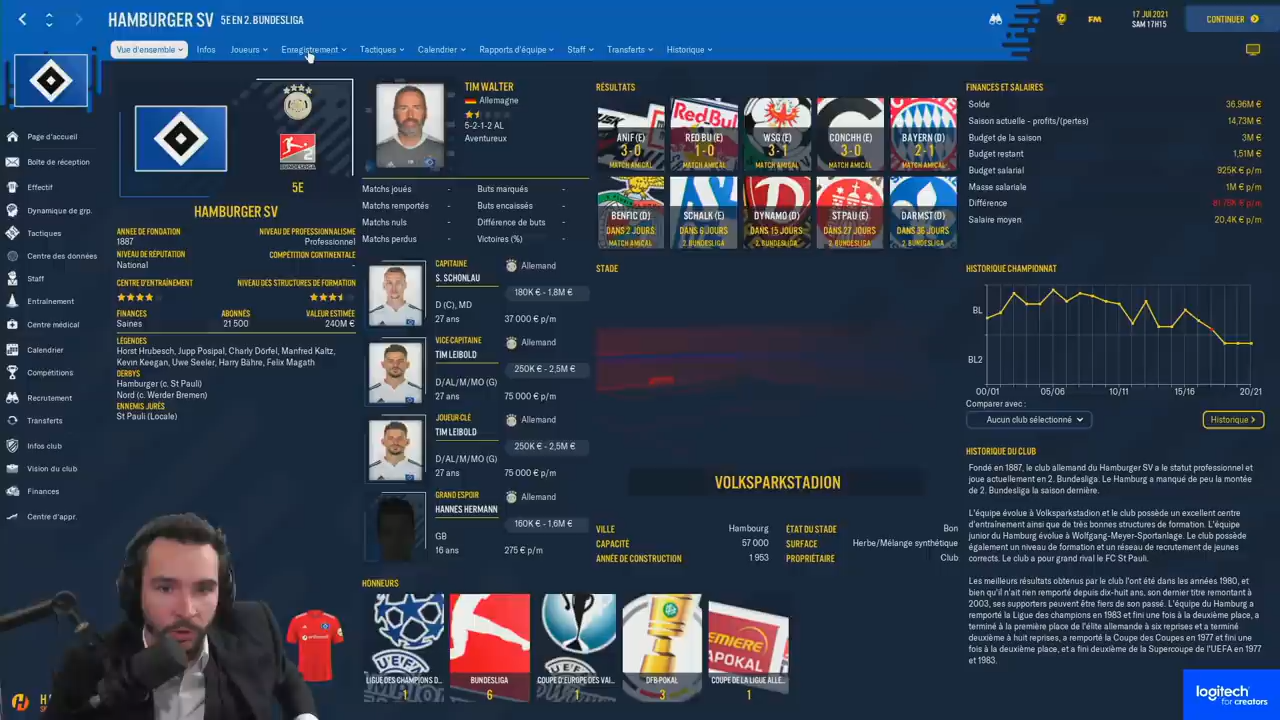 HAMBURGER SV 5E EN 2. BUNDESLIGA
FM
17 JUI 2021
SAM 17H15
CONTINUER
Vue d'ensemble
Infos
Joueurs
Enregistrement
Tactiques
Calendrier
Rapports d'équipe
Staff
Transferts
Historique
Page d'accueil
Boîte de réception
Effectif
Dynamique de grp.
Tactiques
Centre des données
Staff
Entraînement
Centre médical
Calendrier
Compétitions
Recrutement
Transferts
Infos club
Vision du club
Finances
Centre d'appr.
BUNDESLIGA
5E
HAMBURGER SV
ANNÉE DE FONDATION
1887
NIVEAU DE PROFESSIONNALISME
Professionnel
NIVEAU DE RÉPUTATION
National
COMPÉTITION CONTINENTALE
-
CENTRE D'ENTRAÎNEMENT
NIVEAU DES STRUCTURES DE FORMATION
FINANCES
Saines
ABONNÉS
21 500
VALEUR ESTIMÉE
240M €
LÉGENDES
Horst Hrubesch, Jupp Posipal, Charly Dörfel, Manfred Kaltz,
Kevin Keegan, Uwe Seeler, Harry Bähre, Felix Magath
DERBYS
Hamburger (c. St Pauli)
Nord (c. Werder Bremen)
ENNEMIS JURÉS
St Pauli (Locale)
TIM WALTER
Allemagne
5-2-1-2 AL
Aventureux
Matchs joués -
Buts marqués -
Matchs remportés -
Buts encaissés -
Matchs nuls -
Différence de buts -
Matchs perdus -
Victoires (%) -
CAPITAINE
S. SCHONLAU
Allemand
180K € - 1,8M €
D (C), MD
27 ans
37 000 € p/m
VICE-CAPITAINE
TIM LEIBOLD
Allemand
250K € - 2,5M €
D/AL/M/MO (G)
27 ans
75 000 € p/m
JOUEUR-CLÉ
TIM LEIBOLD
Allemand
250K € - 2,5M €
D/AL/M/MO (G)
27 ans
75 000 € p/m
GRAND ESPOIR
HANNES HERMANN
Allemand
160K € - 1,6M €
GB
16 ans
275 € p/m
HONNEURS
LIGUE DES CHAMPIONS D...
1
BUNDESLIGA
6
COUPE D'EUROPE DES VAI...
1
DFB-POKAL
3
COUPE DE LA LIGUE ALLE...
1
RÉSULTATS
ANIF (E)
3-0
MATCH AMICAL
RED BU (E)
1-0
MATCH AMICAL
WSG (E)
3-1
MATCH AMICAL
CONCHH (E)
3-0
MATCH AMICAL
BAYERN (D)
2-1
MATCH AMICAL
BENFIC (D)
DANS 2 JOURS
MATCH AMICAL
SCHALK (E)
DANS 6 JOURS
2. BUNDESLIGA
DYNAMO (D)
DANS 15 JOURS
2. BUNDESLIGA
ST PAU (E)
DANS 27 JOURS
2. BUNDESLIGA
DARMST (D)
DANS 36 JOURS
2. BUNDESLIGA
STADE
VOLKSPARKSTADION
VILLE
Hambourg
ÉTAT DU STADE
Bon
CAPACITÉ
57 000
SURFACE
Herbe/Mélange synthétique
ANNÉE DE CONSTRUCTION
1 953
PROPRIÉTAIRE
Club
FINANCES ET SALAIRES
Solde 36,96M €
Saison actuelle - profits/(pertes) 14,73M €
Budget de la saison 3M €
Budget restant 1,51M €
Budget salarial 925K € p/m
Masse salariale 1M € p/m
Différence
Salaire moyen 20,4K € p/m
HISTORIQUE CHAMPIONNAT
BL
BL2
00/01 05/06 10/11 15/16 20/21
Comparer avec :
Aucun club sélectionné
Historique >
HISTORIQUE DU CLUB
Fondé en 1887, le club allemand du Hamburger SV a le statut professionnel et
joue actuellement en 2. Bundesliga. Le Hamburg a manqué de peu la montée
de 2. Bundesliga la saison dernière.
L'équipe évolue à Volksparkstadion et le club possède un excellent centre
d'entraînement ainsi que de très bonnes structures de formation. L'équipe
junior du Hamburg évolue à Wolfgang-Meyer-Sportanlage. Le club possède
également un niveau de formation et un réseau de recrutement de jeunes
corrects. Le club a pour grand rival le FC St Pauli.
Les meilleurs résultats obtenus par le club l'ont été dans les années 1980, et
bien qu'il n'ait rien remporté depuis dix-huit ans, son dernier titre remontant à
2003, ses supporters peuvent être fiers de son passé. L'équipe du Hamburg a
remporté la Ligue des champions en 1983 et fini une fois à la deuxième place, a
terminé à la première place de l'élite allemande à six reprises et a terminé
deuxième à huit reprises, a remporté la Coupe des Coupes en 1977 et fini une
fois à la deuxième place, et a fini deuxième de la Supercoupe de l'UEFA en 1977
et 1983.
logitech
for creators